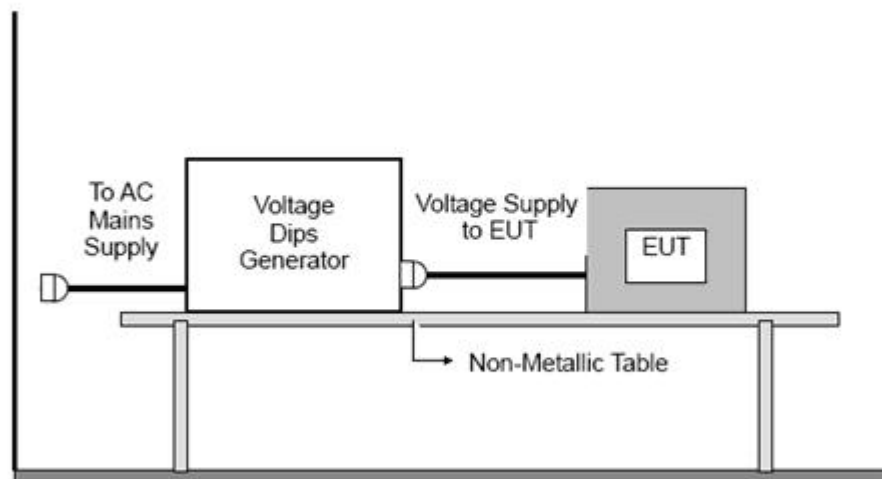 To AC
Mains
Supply
Voltage
Dips
Generator
Voltage Supply
to EUT
EUT
Non-Metallic Table